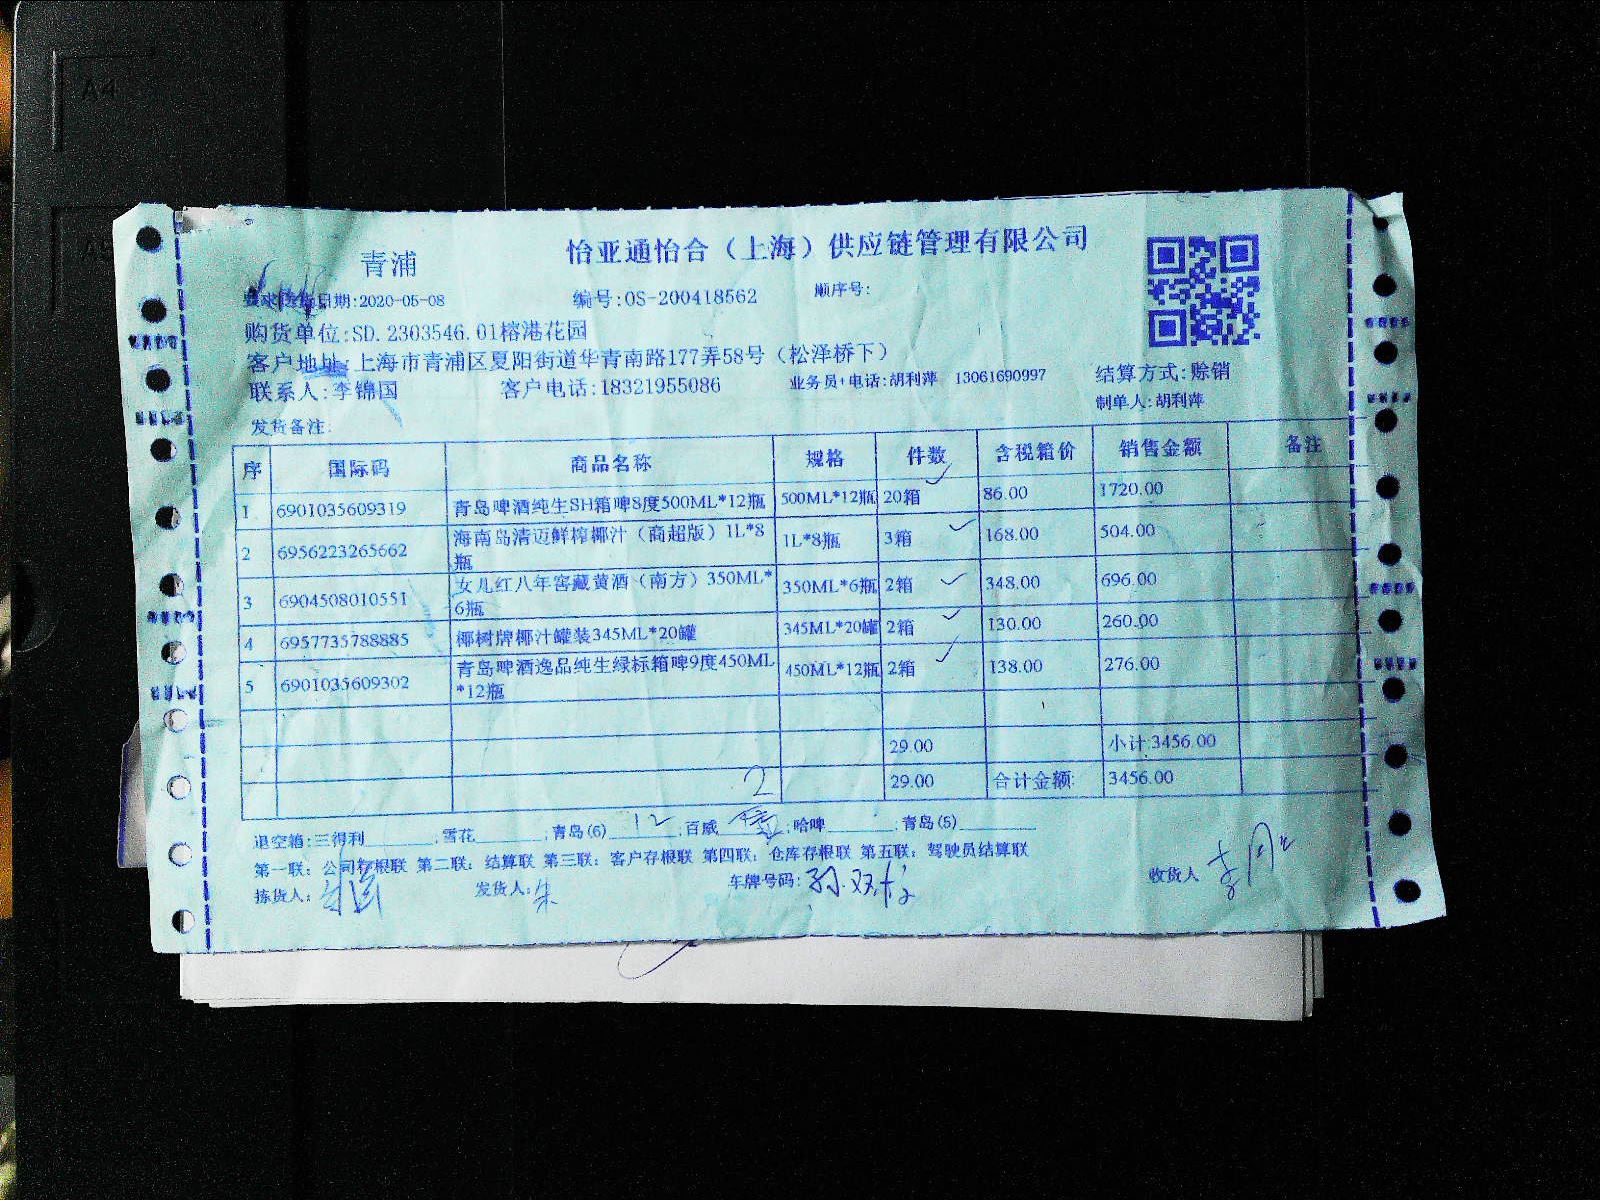 A4
青浦
怡亚通怡合（上海）供应链管理有限公司
日期:2020-05-08 编号:OS-200418562 顺序号:
购货单位:SD.2303546.01榕港花园
客户地址:上海市青浦区夏阳街道华青南路177弄58号（松泽桥下）
联系人:李锦国 客户电话:18321955086 业务员+电话:胡利萍 13061690997 结算方式:赊销
制单人:胡利萍
发货备注:
序 国际码 商品名称 规格 件数 含税箱价 销售金额 备注
1 6901035609319 青岛啤酒纯生SH箱啤8度500ML*12瓶 500ML*12瓶 20箱 86.00 1720.00
2 6956223265662 海南岛清迈鲜榨椰汁（商超版）1L*8瓶 1L*8瓶 3箱 168.00 504.00
3 6904508010551 女儿红八年窖藏黄酒（南方）350ML*6瓶 350ML*6瓶 2箱 348.00 696.00
4 6957735788885 椰树牌椰汁罐装345ML*20罐 345ML*20罐 2箱 130.00 260.00
5 6901035609302 青岛啤酒逸品纯生绿标箱啤9度450ML*12瓶 450ML*12瓶 2箱 138.00 276.00
29.00 小计:3456.00
2 29.00 合计金额: 3456.00
退空箱:三得利 ;雪花 ;青岛(6) 12 ;百威 ;哈啤 ;青岛(5)
第一联：公司存根联 第二联：结算联 第三联：客户存根联 第四联：仓库存根联 第五联：驾驶员结算联
拣货人: 发货人:朱 车牌号码: 收货人